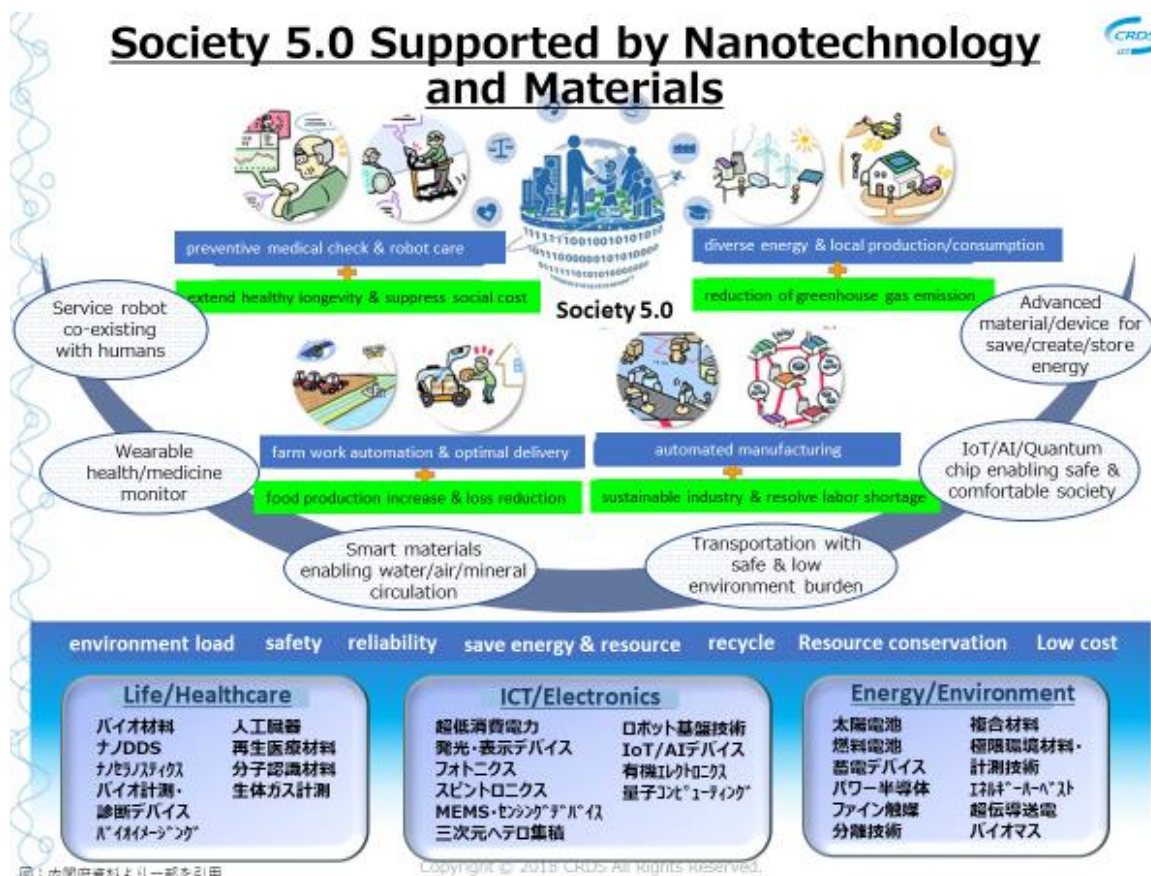 Society 5.0 Supported by Nanotechnology
and Materials
CRDS
preventive medical check & robot care
extend healthy longevity & suppress social cost
diverse energy & local production/consumption
reduction of greenhouse gas emission
Society 5.0
Service robot
co-existing
with humans
Advanced
material/device for
save/create/store
energy
farm work automation & optimal delivery
food production increase & loss reduction
automated manufacturing
sustainable industry & resolve labor shortage
Wearable
health/medicine
monitor
IoT/AI/Quantum
chip enabling safe &
comfortable society
Smart materials
enabling water/air/mineral
circulation
Transportation with
safe & low
environment burden
environment load safety reliability save energy & resource recycle Resource conservation Low cost
Life/Healthcare
バイオ材料
ナノDDS
ナノセラノスティクス
バイオ計測・
診断デバイス
バイオイメージング
人工臓器
再生医療材料
分子認識材料
生体ガス計測
ICT/Electronics
超低消費電力
発光・表示デバイス
フォトニクス
スピントロニクス
MEMS・センシングデバイス
三次元ヘテロ集積
ロボット基盤技術
IoT/AIデバイス
有機エレクトロニクス
量子コンピューティング
Energy/Environment
太陽電池
燃料電池
蓄電デバイス
パワー半導体
ファイン触媒
分離技術
複合材料
極限環境材料・
計測技術
エネルギーハーベスト
超伝導送電
バイオマス
Copyright © 2018 CRDS All Rights Reserved.
図：内閣府資料より一部を引用